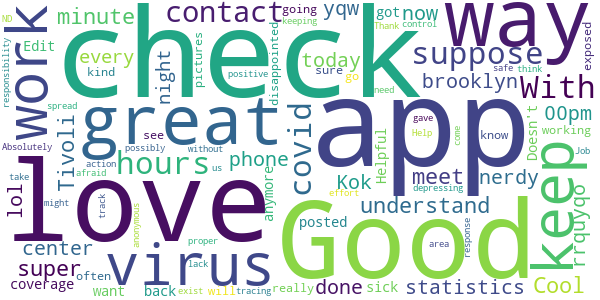 ND
minute
Edit
responsibility
work
every
kind
spread
Absolutely
check
contact
going
keeping
yqw
got
now
Thank
control
way
exposed
night
pictures
disappointed
positive
today
sure
go
need
suppose
safe
think
brooklyn
With
great
Tivoli
see
action
possibly
without
afraid
us
hours
phone
anymore
covid
app
Helpful
gave
Help
come
know
Doesn't
00pm
working
Job
keep
rrquyqo
Kok
meet
nerdy
effort
depressing
understand
love
lol
take
might
track
anonymous
proper
lack
center
super
coverage
often
want
virus
back
exist
will
tracing
really
Good
posted
area
response
done
sick
statistics
Cool